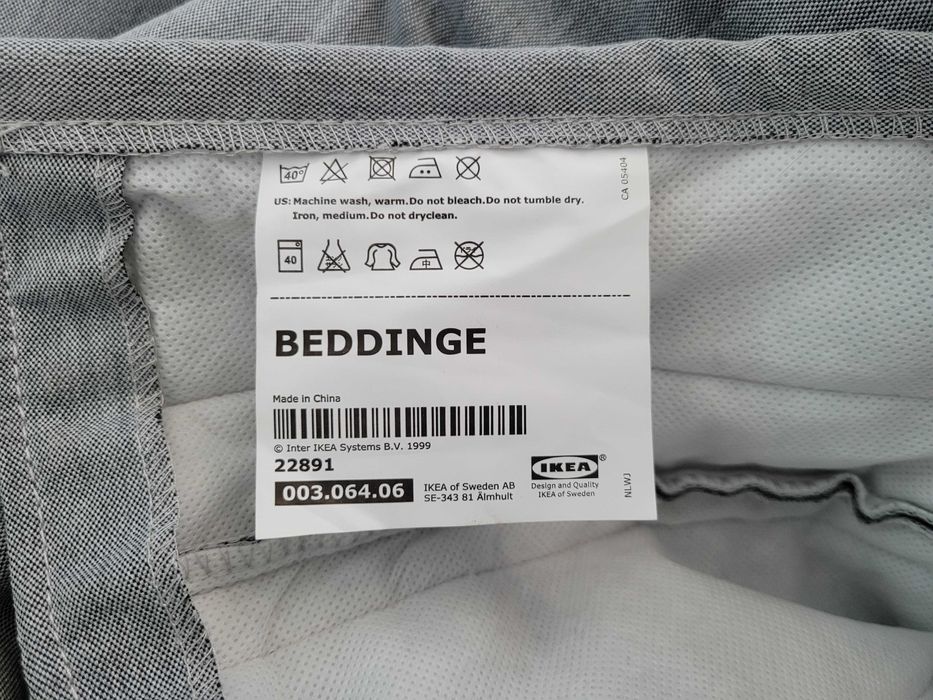 40°
CA 05404
US: Machine wash, warm.Do not bleach.Do not tumble dry.
Iron, medium.Do not dryclean.
40
中
BEDDINGE
Made in China
© Inter IKEA Systems B.V. 1999
22891
003.064.06
IKEA of Sweden AB
SE-343 81 Älmhult
IKEA®
Design and Quality
IKEA of Sweden
NLWJ